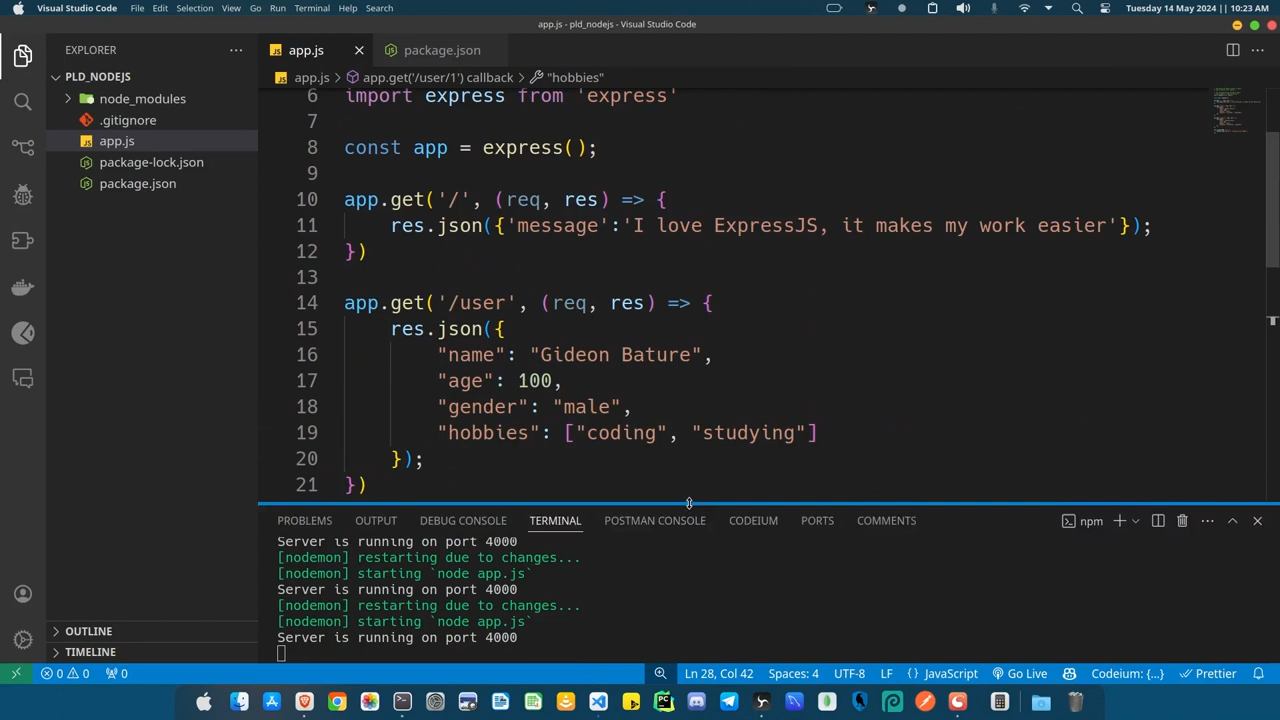 Visual Studio Code File Edit Selection View Go Run Terminal Help Search Tuesday 14 May 2024 || 10:23 AM
app.js - pld_nodejs - Visual Studio Code
EXPLORER
PLD_NODEJS
node_modules
.gitignore
app.js
package-lock.json
package.json
OUTLINE
TIMELINE
app.js package.json
app.js > app.get('/user/1') callback > "hobbies"
6 import express from 'express'
7
8 const app = express();
9
10 app.get('/', (req, res) => {
11 res.json({'message':'I love ExpressJS, it makes my work easier'});
12 })
13
14 app.get('/user', (req, res) => {
15 res.json({
16 "name": "Gideon Bature",
17 "age": 100,
18 "gender": "male",
19 "hobbies": ["coding", "studying"]
20 });
21 })
PROBLEMS OUTPUT DEBUG CONSOLE TERMINAL POSTMAN CONSOLE CODEIUM PORTS COMMENTS npm
Server is running on port 4000
[nodemon] restarting due to changes...
[nodemon] starting `node app.js`
Server is running on port 4000
[nodemon] restarting due to changes...
[nodemon] starting `node app.js`
Server is running on port 4000
0 0 0 Ln 28, Col 42 Spaces: 4 UTF-8 LF {} JavaScript Go Live Codeium: {...} Prettier